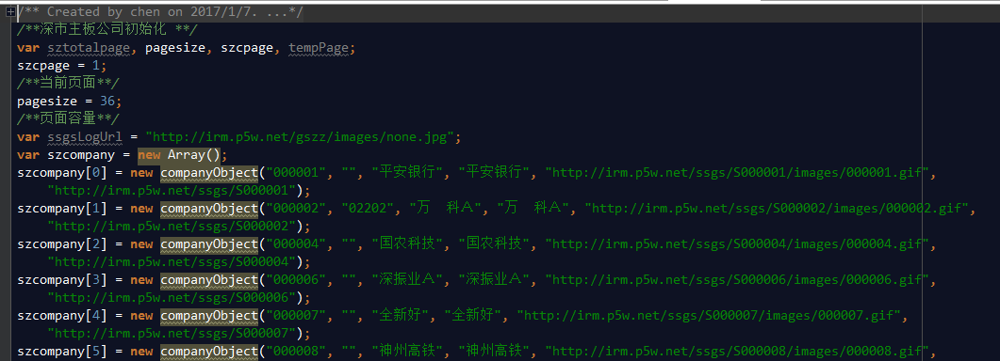 /** Created by chen on 2017/1/7. ...*/
/**深市主板公司初始化 **/
var sztotalpage, pagesize, szcpage, tempPage;
szcpage = 1;
/**当前页面**/
pagesize = 36;
/**页面容量**/
var ssgsLogUrl = "http://irm.p5w.net/gszz/images/none.jpg";
var szcompany = new Array();
szcompany[0] = new companyObject("000001", "", "平安银行", "平安银行", "http://irm.p5w.net/ssgs/S000001/images/000001.gif",
"http://irm.p5w.net/ssgs/S000001");
szcompany[1] = new companyObject("000002", "02202", "万　科Ａ", "万　科Ａ", "http://irm.p5w.net/ssgs/S000002/images/000002.gif",
"http://irm.p5w.net/ssgs/S000002");
szcompany[2] = new companyObject("000004", "", "国农科技", "国农科技", "http://irm.p5w.net/ssgs/S000004/images/000004.gif",
"http://irm.p5w.net/ssgs/S000004");
szcompany[3] = new companyObject("000006", "", "深振业Ａ", "深振业Ａ", "http://irm.p5w.net/ssgs/S000006/images/000006.gif",
"http://irm.p5w.net/ssgs/S000006");
szcompany[4] = new companyObject("000007", "", "全新好", "全新好", "http://irm.p5w.net/ssgs/S000007/images/000007.gif",
"http://irm.p5w.net/ssgs/S000007");
szcompany[5] = new companyObject("000008", "", "神州高铁", "神州高铁", "http://irm.p5w.net/ssgs/S000008/images/000008.gif",